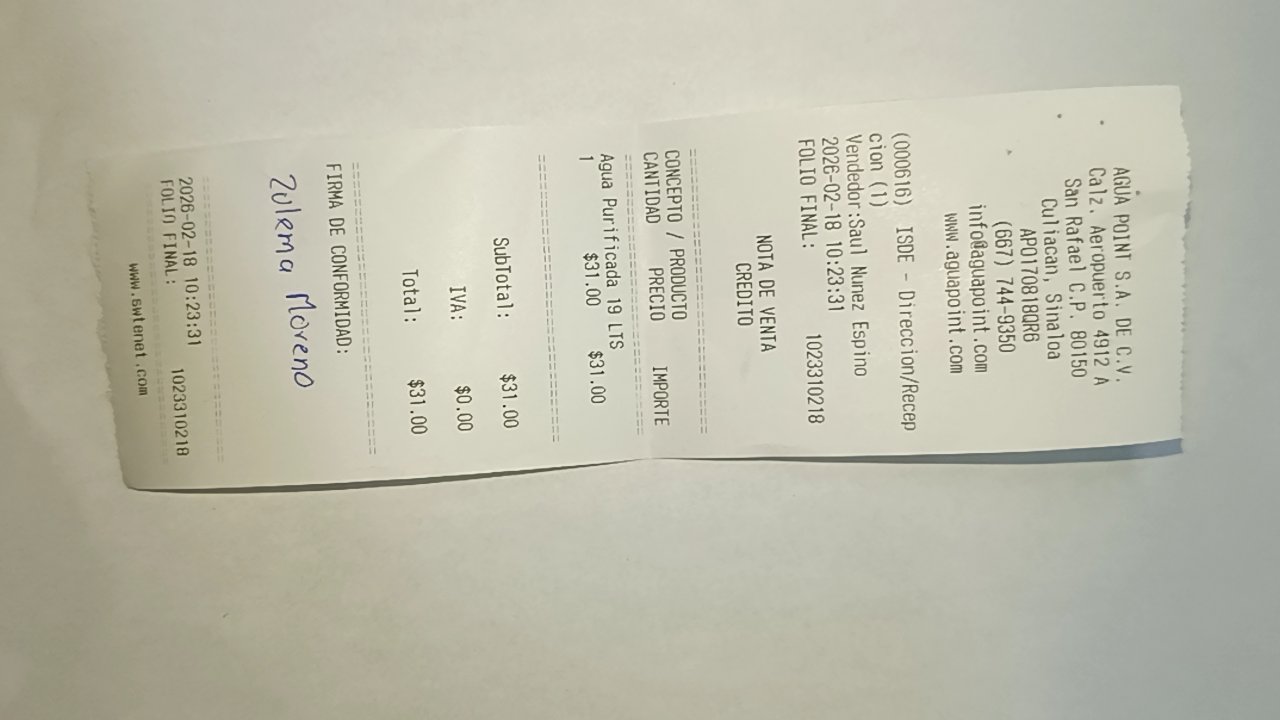 AGUA POINT S.A. DE C.V.
Calz. Aeropuerto 4912 A
San Rafael C.P. 80150
Culiacan, Sinaloa
APO170818QR6
(667) 744-9350
info@aguapoint.com
www.aguapoint.com
(000616) ISDE - Direccion/Recep
cion (1)
Vendedor:Saul Nunez Espino
2026-02-18 10:23:31
FOLIO FINAL: 1023310218
NOTA DE VENTA
CREDITO
===============================
CONCEPTO / PRODUCTO
CANTIDAD PRECIO IMPORTE
===============================
Agua Purificada 19 LTS
1 $31.00 $31.00
===============================
SubTotal: $31.00
IVA: $0.00
Total: $31.00
===============================
FIRMA DE CONFORMIDAD:
Zulema Moreno
===============================
2026-02-18 10:23:31
FOLIO FINAL: 1023310218
===============================
www.6wtenet.com